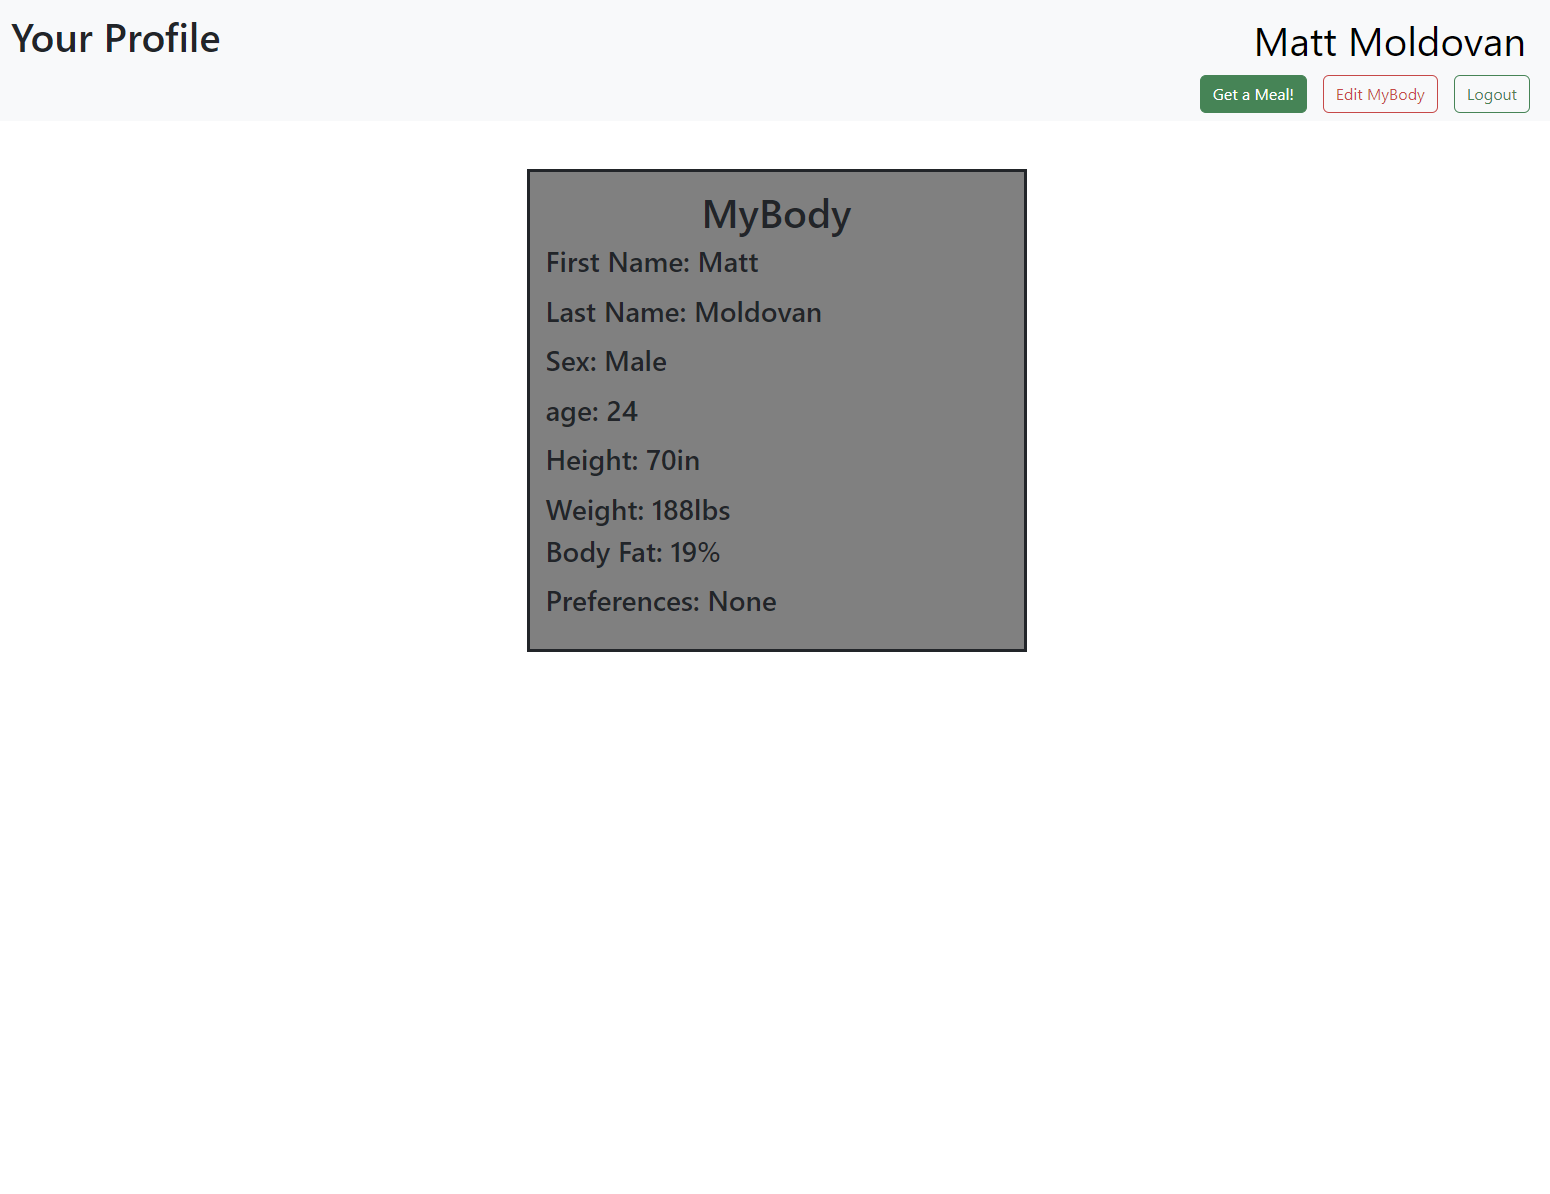 Your Profile
Matt Moldovan
Get a Meal!
Edit MyBody
Logout
MyBody
First Name: Matt
Last Name: Moldovan
Sex: Male
age: 24
Height: 70in
Weight: 188lbs
Body Fat: 19%
Preferences: None